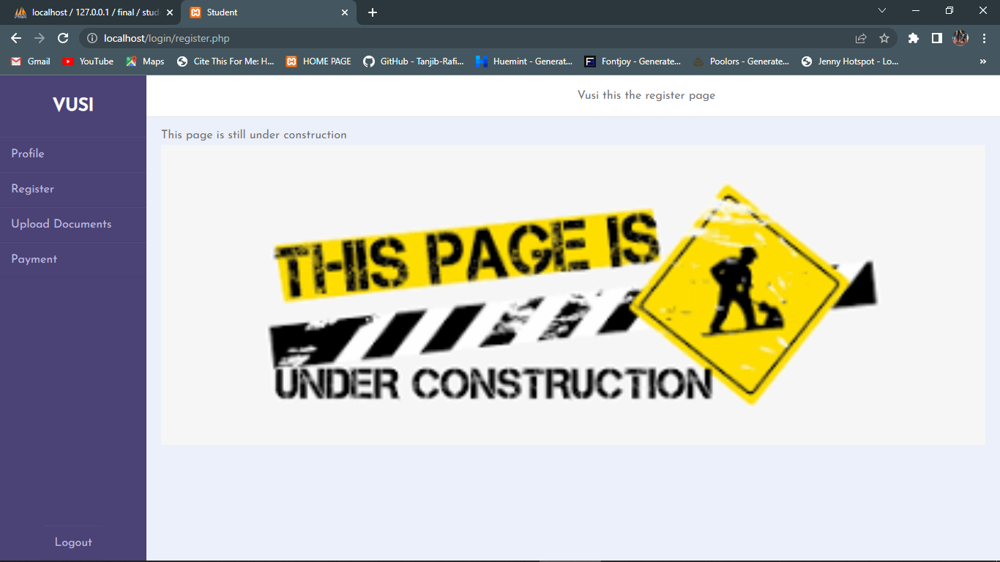 localhost / 127.0.0.1 / final / stud
Student
localhost/login/register.php
Gmail
YouTube
Maps
Cite This For Me: H...
HOME PAGE
GitHub - Tanjib-Rafi...
Huemint - Generat...
Fontjoy - Generate...
Poolors - Generate...
Jenny Hotspot - Lo...
»
VUSI
Vusi this the register page
This page is still under construction
Profile
Register
Upload Documents
Payment
THIS PAGE IS
UNDER CONSTRUCTION
Logout